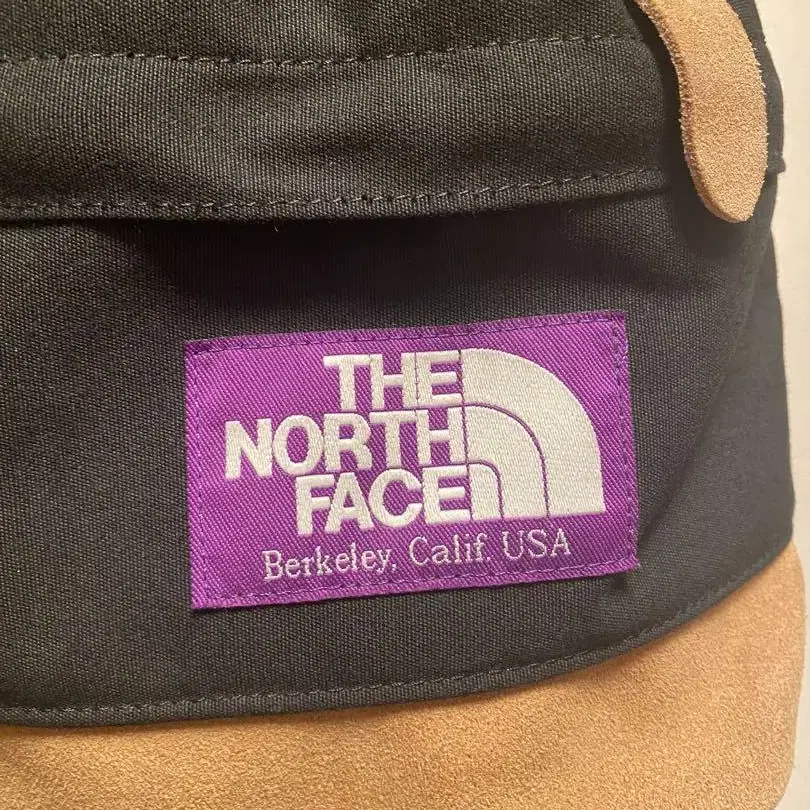 THE
NORTH
FACE
Berkeley, Calif. USA